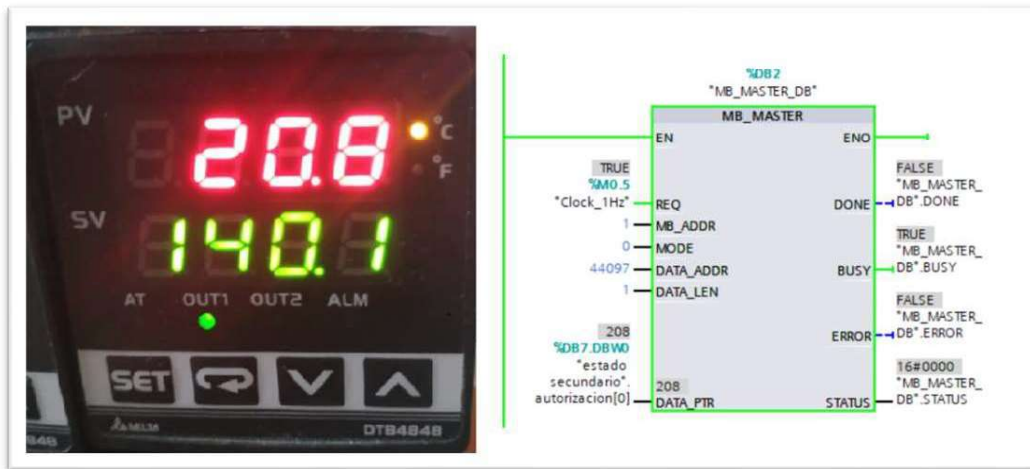 PV
20.8
°C
°F
SV
140.1
AT OUT1 OUT2 ALM
SET
DELTA
DTB4848
848
%DB2
"MB_MASTER_DB"
MB_MASTER
EN
ENO
TRUE
%M0.5
"Clock_1Hz"
REQ
1
MB_ADDR
0
MODE
44097
DATA_ADDR
1
DATA_LEN
208
%DB7.DBW0
"estado
secundario".
autorizacion[0]
208
DATA_PTR
FALSE
"MB_MASTER_
DB".DONE
DONE
TRUE
"MB_MASTER_
DB".BUSY
BUSY
FALSE
"MB_MASTER_
DB".ERROR
ERROR
16#0000
"MB_MASTER_
DB".STATUS
STATUS